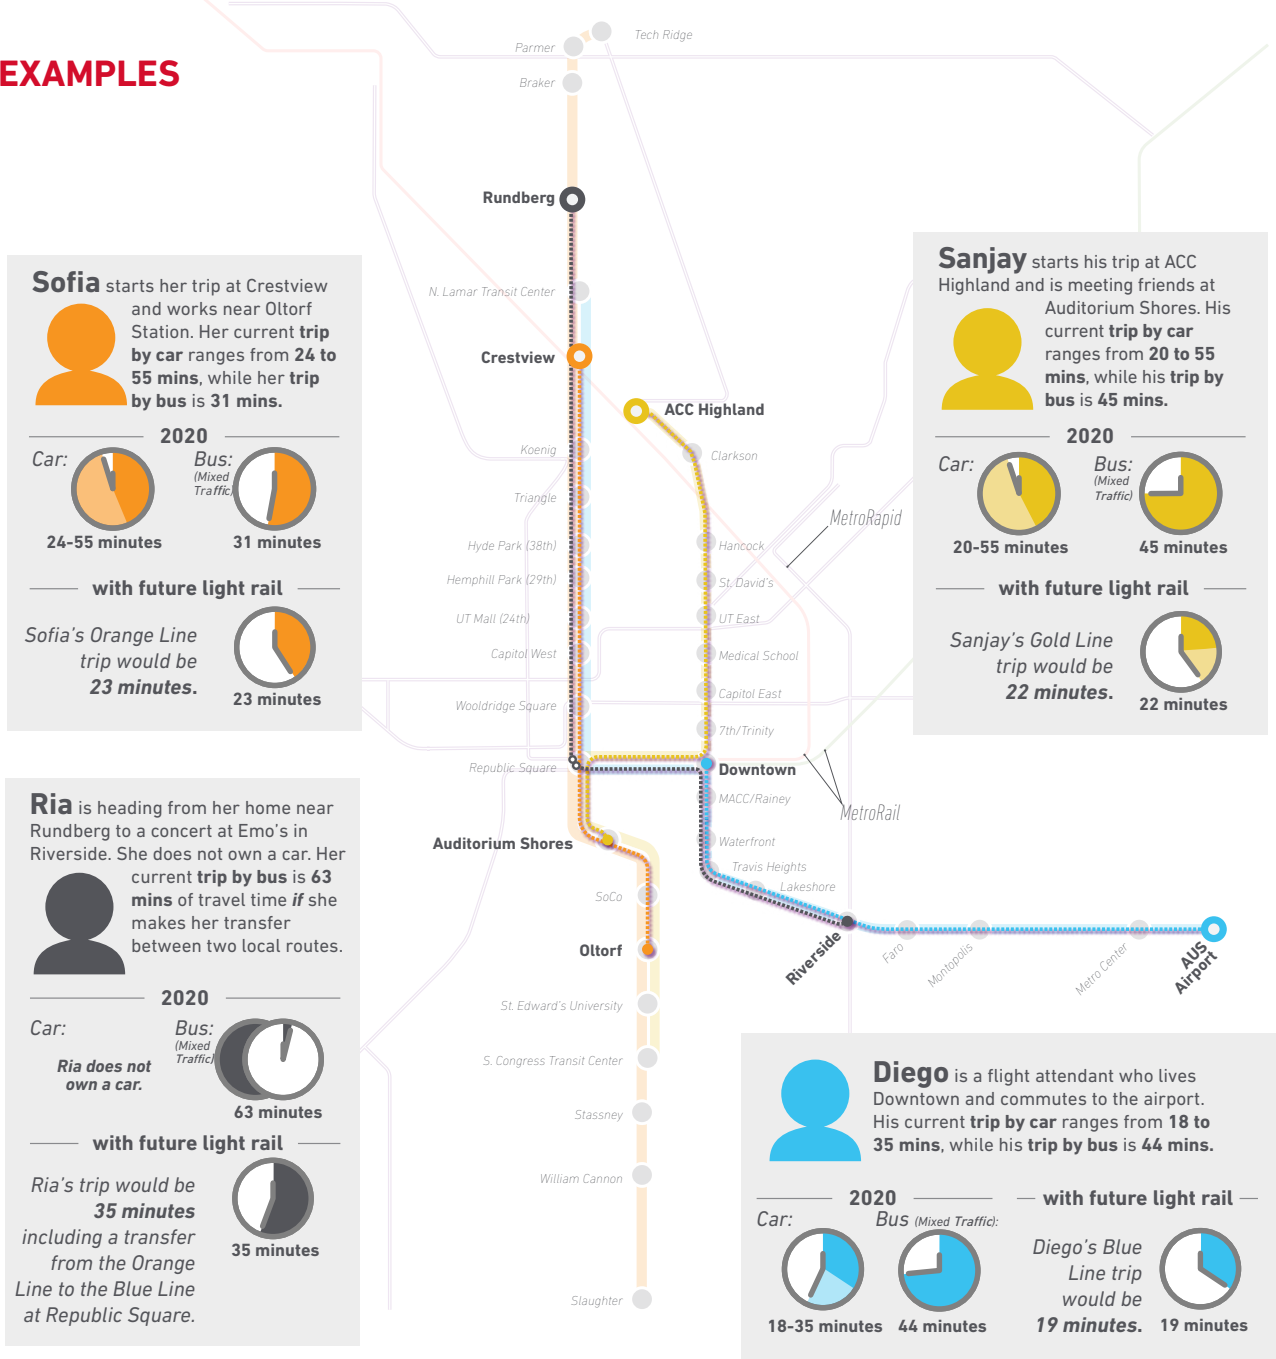 EXAMPLES
Tech Ridge
Parmer
Braker
Rundberg
N. Lamar Transit Center
Crestview
ACC Highland
Koenig
Clarkson
Triangle
MetroRapid
Hyde Park (38th)
Hancock
Hemphill Park (29th)
St. David's
UT Mall (24th)
UT East
Capitol West
Medical School
Capitol East
Wooldridge Square
7th/Trinity
Republic Square
Downtown
MACC/Rainey
MetroRail
Auditorium Shores
Waterfront
Travis Heights
Lakeshore
SoCo
Oltorf
Riverside
Faro
Montopolis
Metro Center
AUS
Airport
St. Edward's University
S. Congress Transit Center
Stassney
William Cannon
Slaughter
Sofia starts her trip at Crestview
and works near Oltorf
Station. Her current trip
by car ranges from 24 to
55 mins, while her trip
by bus is 31 mins.
2020
Car:
Bus:
(Mixed
Traffic)
24-55 minutes
31 minutes
with future light rail
Sofia's Orange Line
trip would be
23 minutes.
23 minutes
Sanjay starts his trip at ACC
Highland and is meeting friends at
Auditorium Shores. His
current trip by car
ranges from 20 to 55
mins, while his trip by
bus is 45 mins.
2020
Car:
Bus:
(Mixed
Traffic)
20-55 minutes
45 minutes
with future light rail
Sanjay's Gold Line
trip would be
22 minutes.
22 minutes
Ria is heading from her home near
Rundberg to a concert at Emo's in
Riverside. She does not own a car. Her
current trip by bus is 63
mins of travel time if she
makes her transfer
between two local routes.
2020
Car:
Ria does not
own a car.
Bus:
(Mixed
Traffic)
63 minutes
with future light rail
Ria's trip would be
35 minutes
including a transfer
from the Orange
Line to the Blue Line
at Republic Square.
35 minutes
Diego is a flight attendant who lives
Downtown and commutes to the airport.
His current trip by car ranges from 18 to
35 mins, while his trip by bus is 44 mins.
2020
Car:
Bus (Mixed Traffic):
18-35 minutes
44 minutes
with future light rail
Diego's Blue
Line trip
would be
19 minutes.
19 minutes